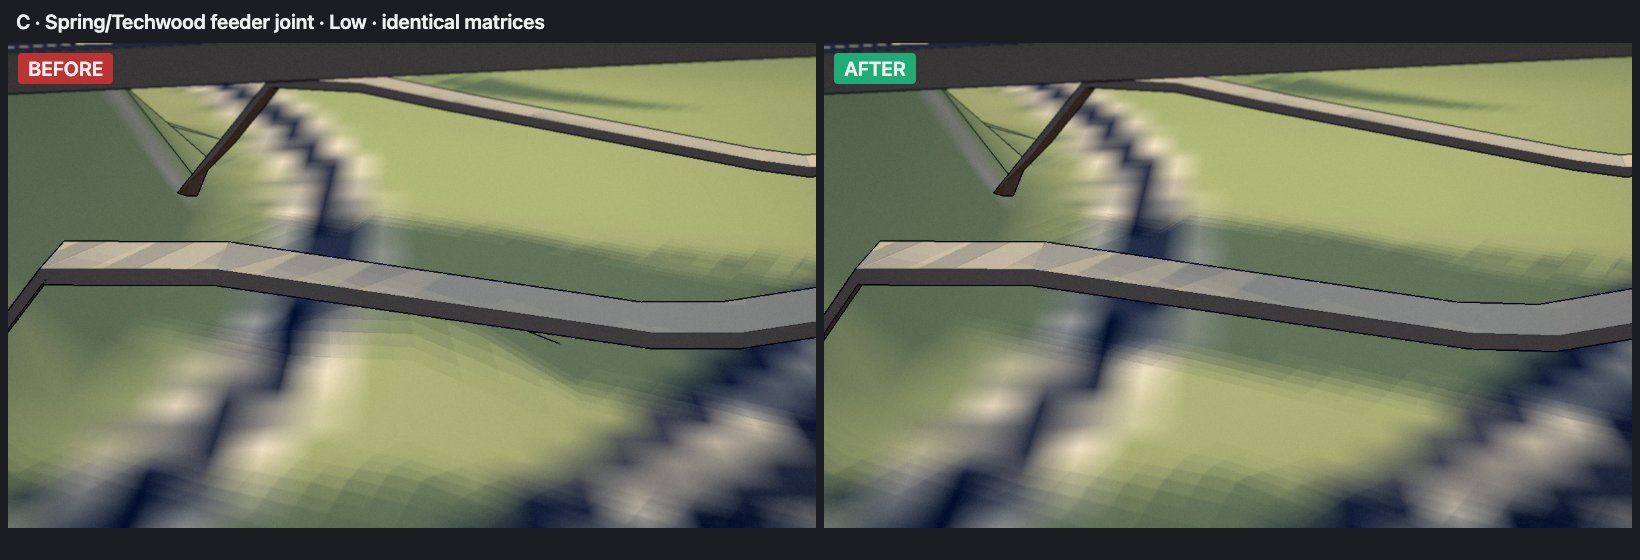 C · Spring/Techwood feeder joint · Low · identical matrices
BEFORE
AFTER